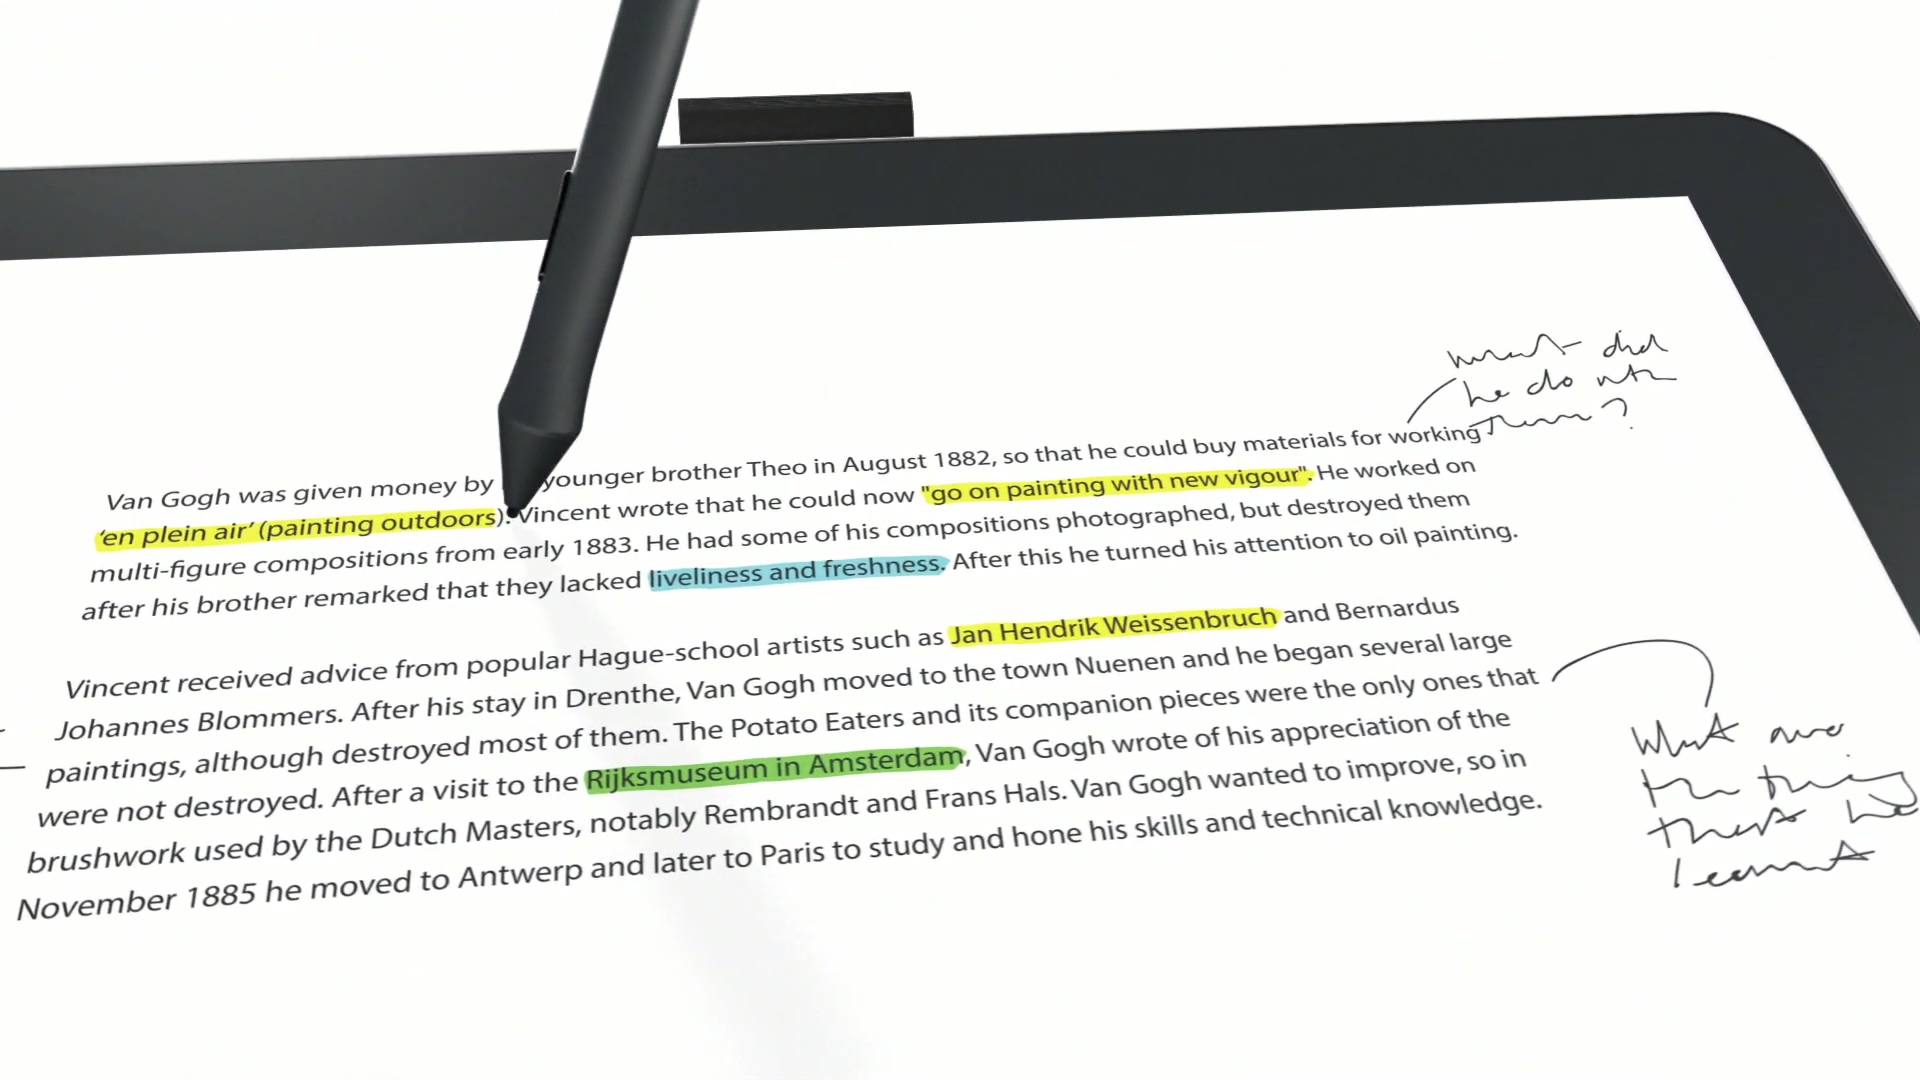 what did
he do with
them?
Van Gogh was given money by younger brother Theo in August 1882, so that he could buy materials for working
‘en plein air’ (painting outdoors). Vincent wrote that he could now "go on painting with new vigour". He worked on
multi-figure compositions from early 1883. He had some of his compositions photographed, but destroyed them
after his brother remarked that they lacked liveliness and freshness. After this he turned his attention to oil painting.
Vincent received advice from popular Hague-school artists such as Jan Hendrik Weissenbruch and Bernardus
Johannes Blommers. After his stay in Drenthe, Van Gogh moved to the town Nuenen and he began several large
paintings, although destroyed most of them. The Potato Eaters and its companion pieces were the only ones that
were not destroyed. After a visit to the Rijksmuseum in Amsterdam, Van Gogh wrote of his appreciation of the
brushwork used by the Dutch Masters, notably Rembrandt and Frans Hals. Van Gogh wanted to improve, so in
November 1885 he moved to Antwerp and later to Paris to study and hone his skills and technical knowledge.
What are
the things
that he
learnt